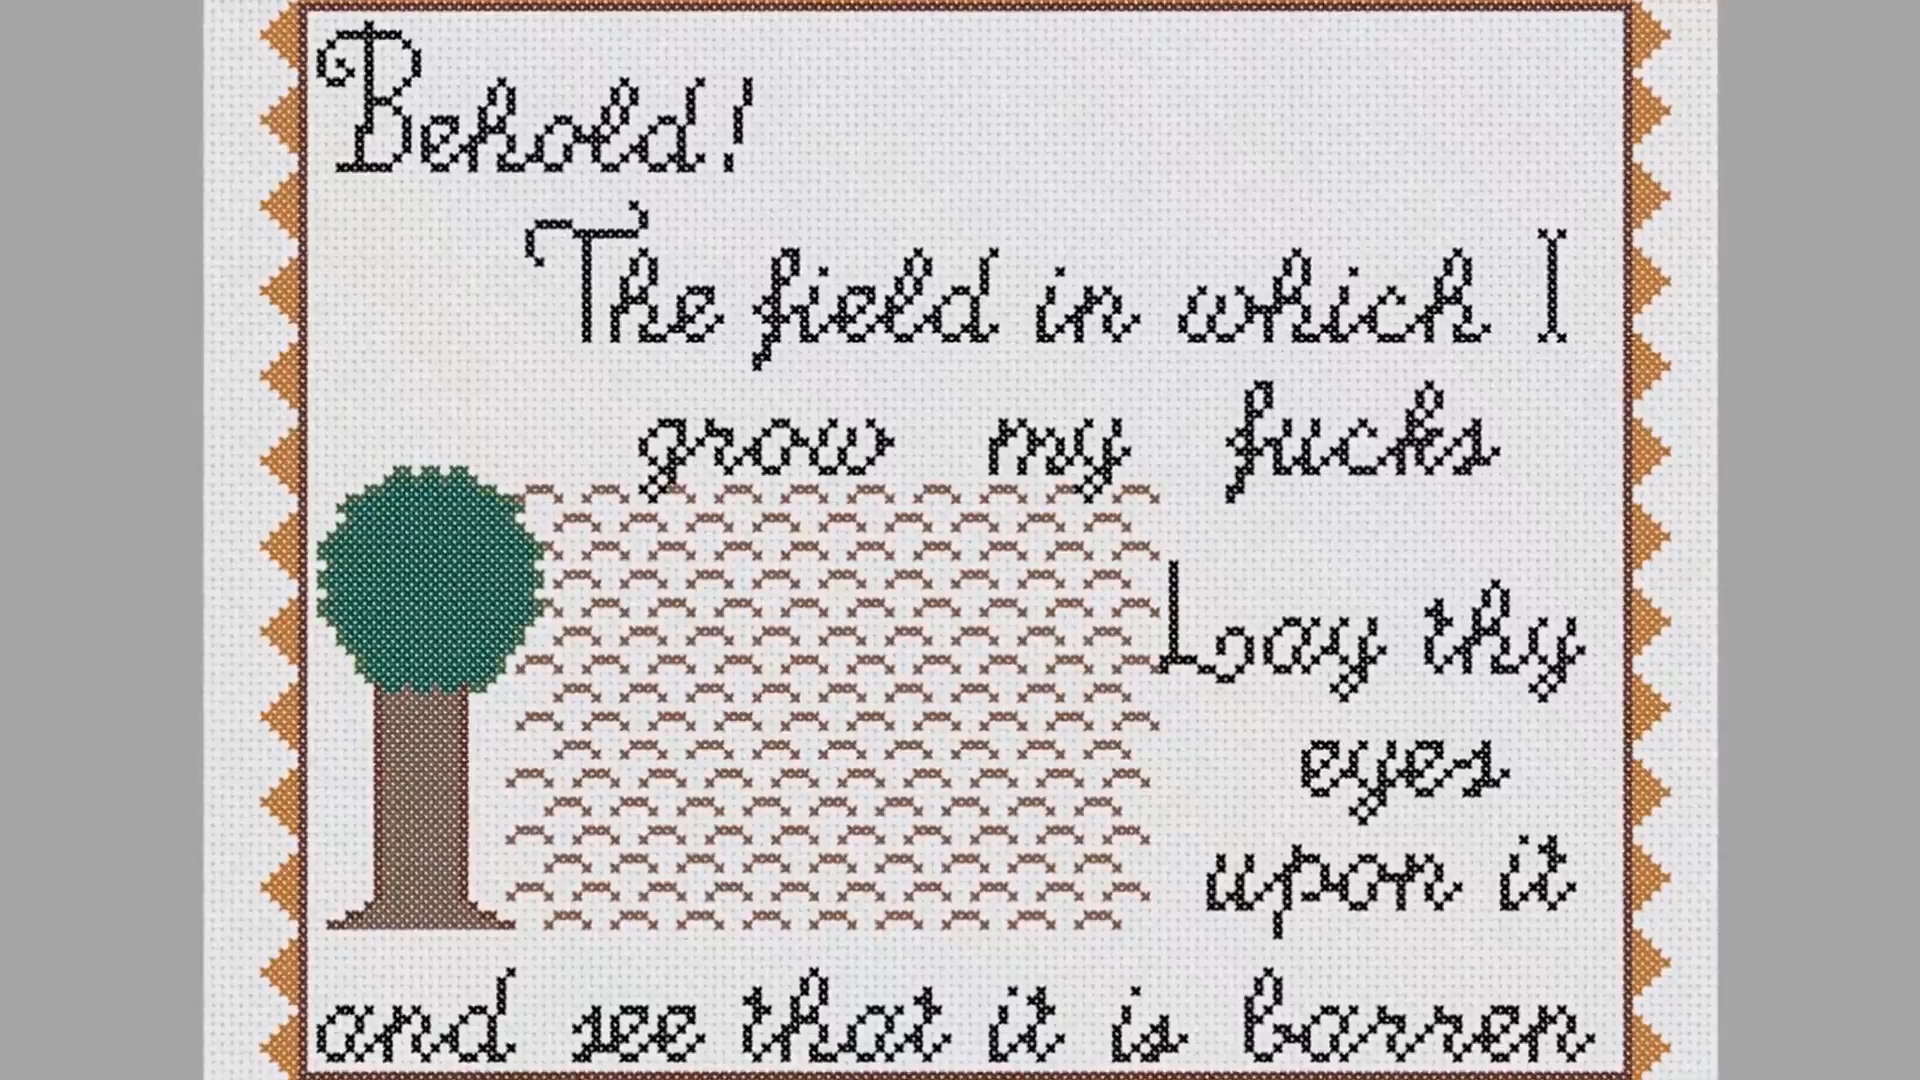 Behold!
The field in which I
grow my fucks
Lay thy
eyes
upon it
and see that it is barren